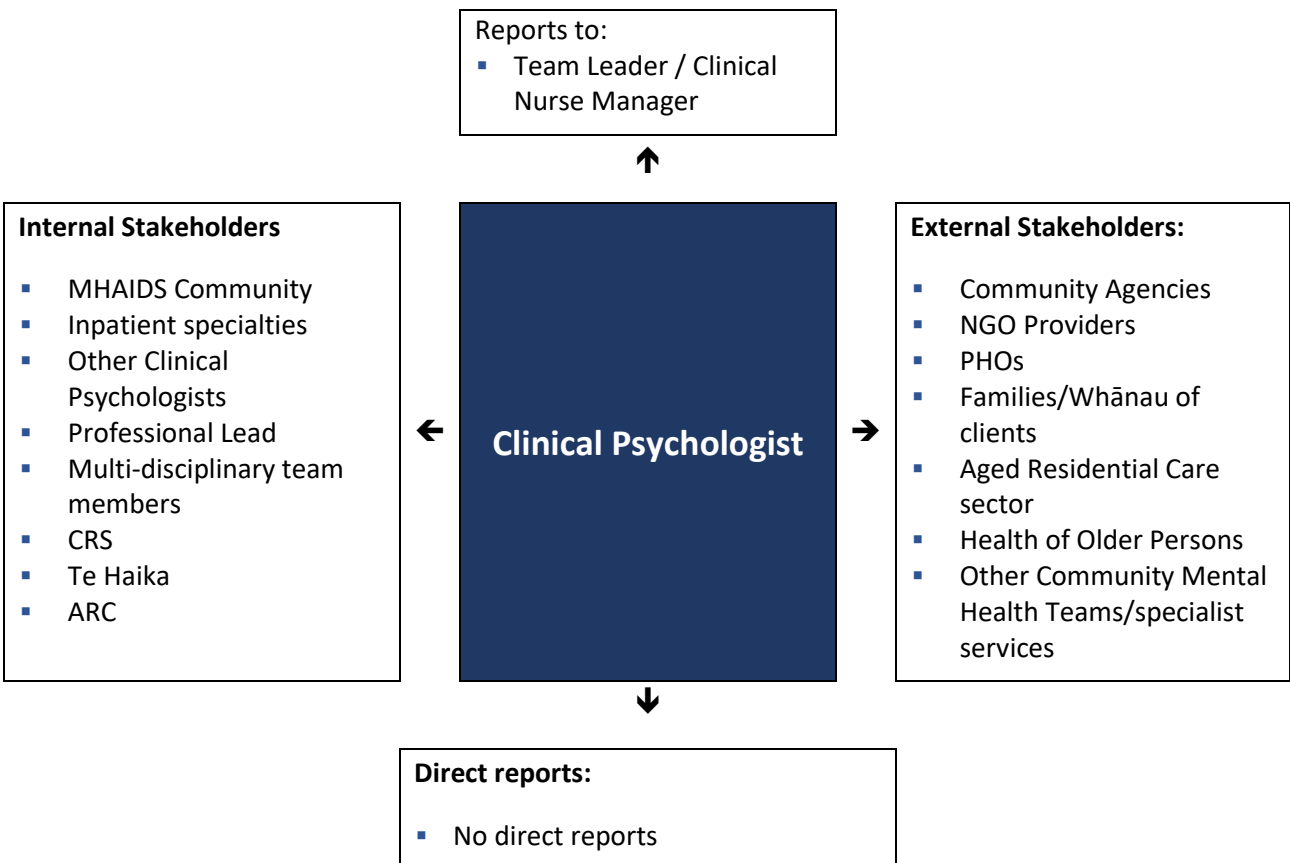 Reports to:
▪ Team Leader / Clinical
Nurse Manager
Internal Stakeholders
▪ MHAIDS Community
▪ Inpatient specialties
▪ Other Clinical
Psychologists
▪ Professional Lead
▪ Multi-disciplinary team
members
▪ CRS
▪ Te Haika
▪ ARC
Clinical Psychologist
External Stakeholders:
▪ Community Agencies
▪ NGO Providers
▪ PHOs
▪ Families/Whānau of
clients
▪ Aged Residential Care
sector
▪ Health of Older Persons
▪ Other Community Mental
Health Teams/specialist
services
Direct reports:
▪ No direct reports